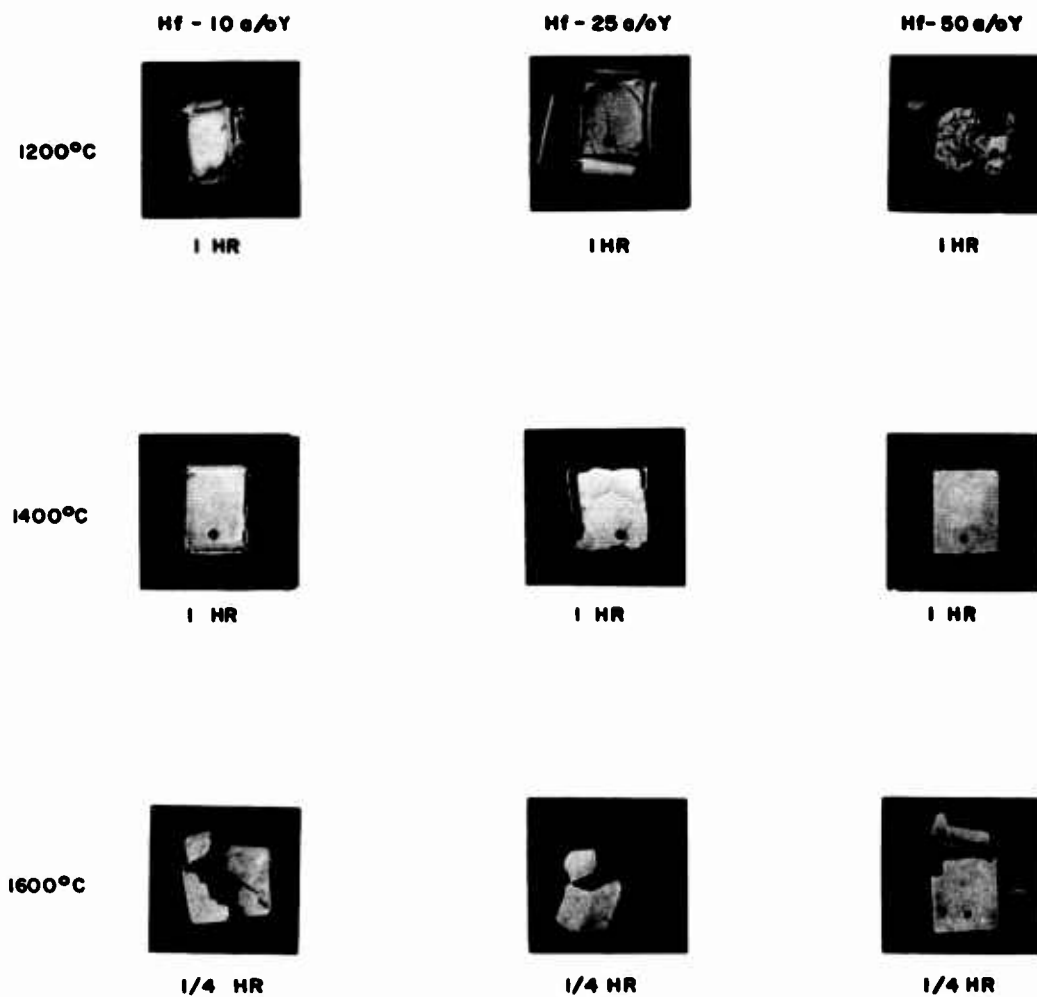 Hf - 10 a/oY Hf - 25 a/oY Hf- 50 a/oY
1200°C
1 HR 1 HR 1 HR
1400°C
1 HR 1 HR 1 HR
1600°C
1/4 HR 1/4 HR 1/4 HR